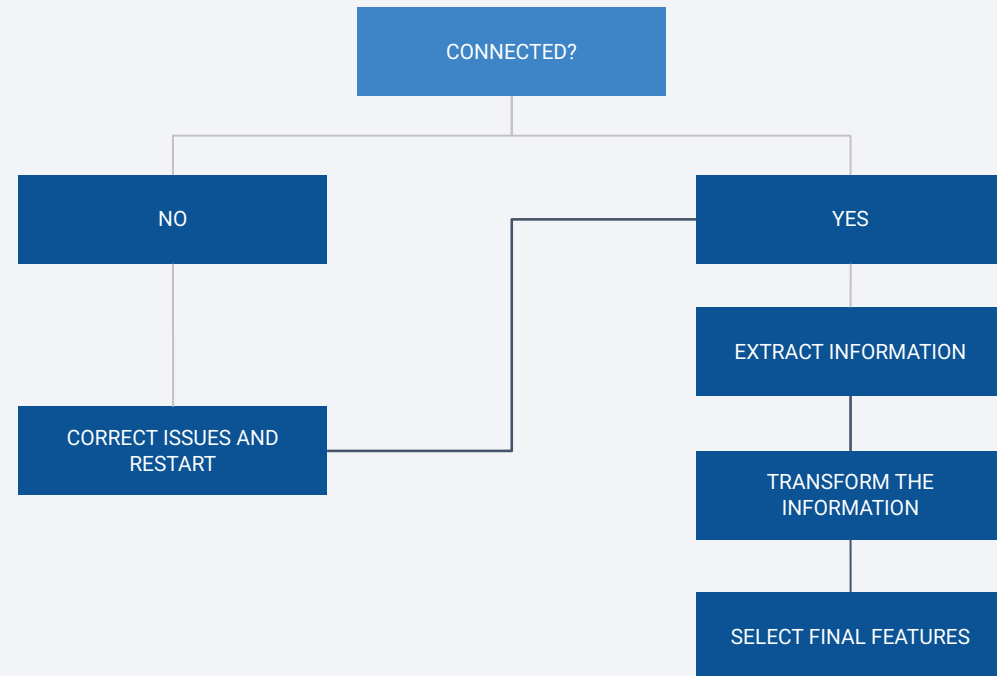 CONNECTED?
NO
YES
EXTRACT INFORMATION
CORRECT ISSUES AND
RESTART
TRANSFORM THE
INFORMATION
SELECT FINAL FEATURES